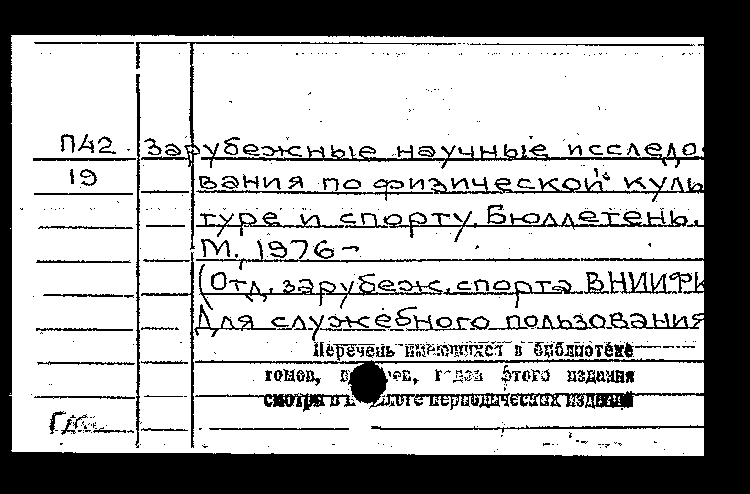 П42 Зарубежные научные исследо
19 вания по физической куль
туре и спорту. Бюллетень.
М., 1976-
(Отд. зарубеж. спорта ВНИИФК
Для служебного пользования
Перечень имеющихся в библиотеке
томов, этого издания
смотри в периодических изданий